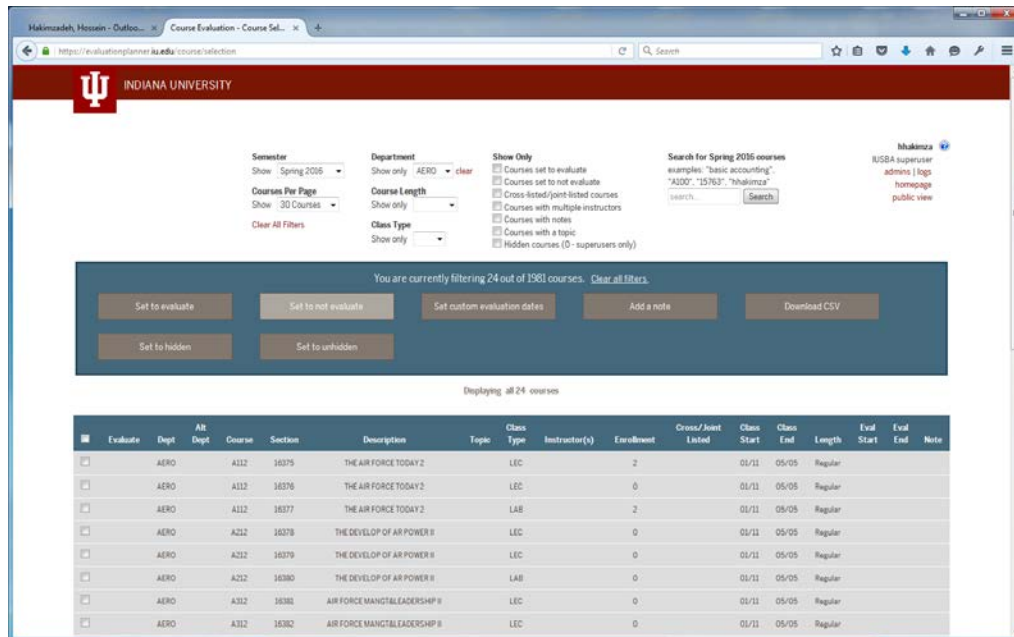 Hakimzadeh, Hossein - Outloo... × Course Evaluation - Course Sel... × +
https://evaluationplanner.iu.edu/course/selection Search
INDIANA UNIVERSITY
hhakimza
IUSBA superuser
admins | logs
homepage
public view
Semester
Show Spring 2016
Courses Per Page
Show 30 Courses
Clear All Filters
Department
Show only AERO clear
Course Length
Show only
Class Type
Show only
Show Only
Courses set to evaluate
Courses set to not evaluate
Cross-listed/joint-listed courses
Courses with multiple instructors
Courses with notes
Courses with a topic
Hidden courses (0 - superusers only)
Search for Spring 2016 courses
examples: "basic accounting",
"A100", "15763", "hhakimza"
search... Search
You are currently filtering 24 out of 1981 courses. Clear all filters.
Set to evaluate Set to not evaluate Set custom evaluation dates Add a note Download CSV
Set to hidden Set to unhidden
Displaying all 24 courses
Evaluate Dept Alt Dept Course Section Description Topic Class Type Instructor(s) Enrollment Cross/Joint Listed Class Start Class End Length Eval Start Eval End Note
AERO A112 16375 THE AIR FORCE TODAY 2 LEC 2 01/11 05/05 Regular
AERO A112 16376 THE AIR FORCE TODAY 2 LEC 0 01/11 05/05 Regular
AERO A112 16377 THE AIR FORCE TODAY 2 LAB 2 01/11 05/05 Regular
AERO A212 16378 THE DEVELOP OF AR POWER II LEC 0 01/11 05/05 Regular
AERO A212 16379 THE DEVELOP OF AR POWER II LEC 0 01/11 05/05 Regular
AERO A212 16380 THE DEVELOP OF AR POWER II LAB 0 01/11 05/05 Regular
AERO A312 16381 AIR FORCE MANGT&LEADERSHIP II LEC 0 01/11 05/05 Regular
AERO A312 16382 AIR FORCE MANGT&LEADERSHIP II LEC 0 01/11 05/05 Regular